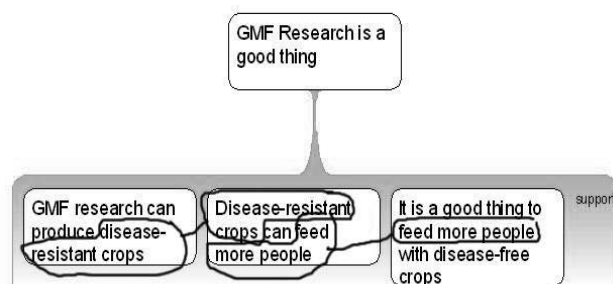 GMF Research is a
good thing
GMF research can
produce disease-
resistant crops
Disease-resistant
crops can feed
more people
It is a good thing to
feed more people
with disease-free
crops
support